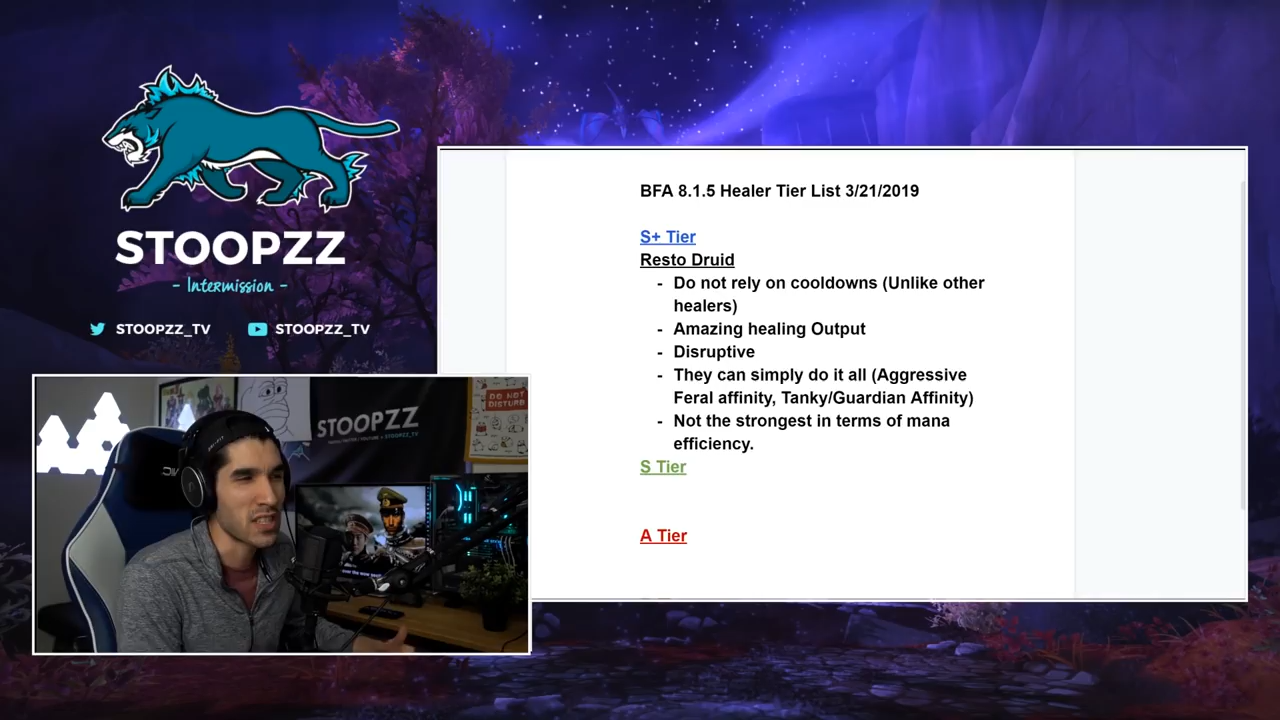 STOOPZZ
- Intermission -
STOOPZZ_TV
STOOPZZ_TV
BFA 8.1.5 Healer Tier List 3/21/2019
S+ Tier
Resto Druid
- Do not rely on cooldowns (Unlike other
healers)
- Amazing healing Output
- Disruptive
- They can simply do it all (Aggressive
Feral affinity, Tanky/Guardian Affinity)
- Not the strongest in terms of mana
efficiency.
S Tier
A Tier
STOOPZZ
DO NOT
DISTURB